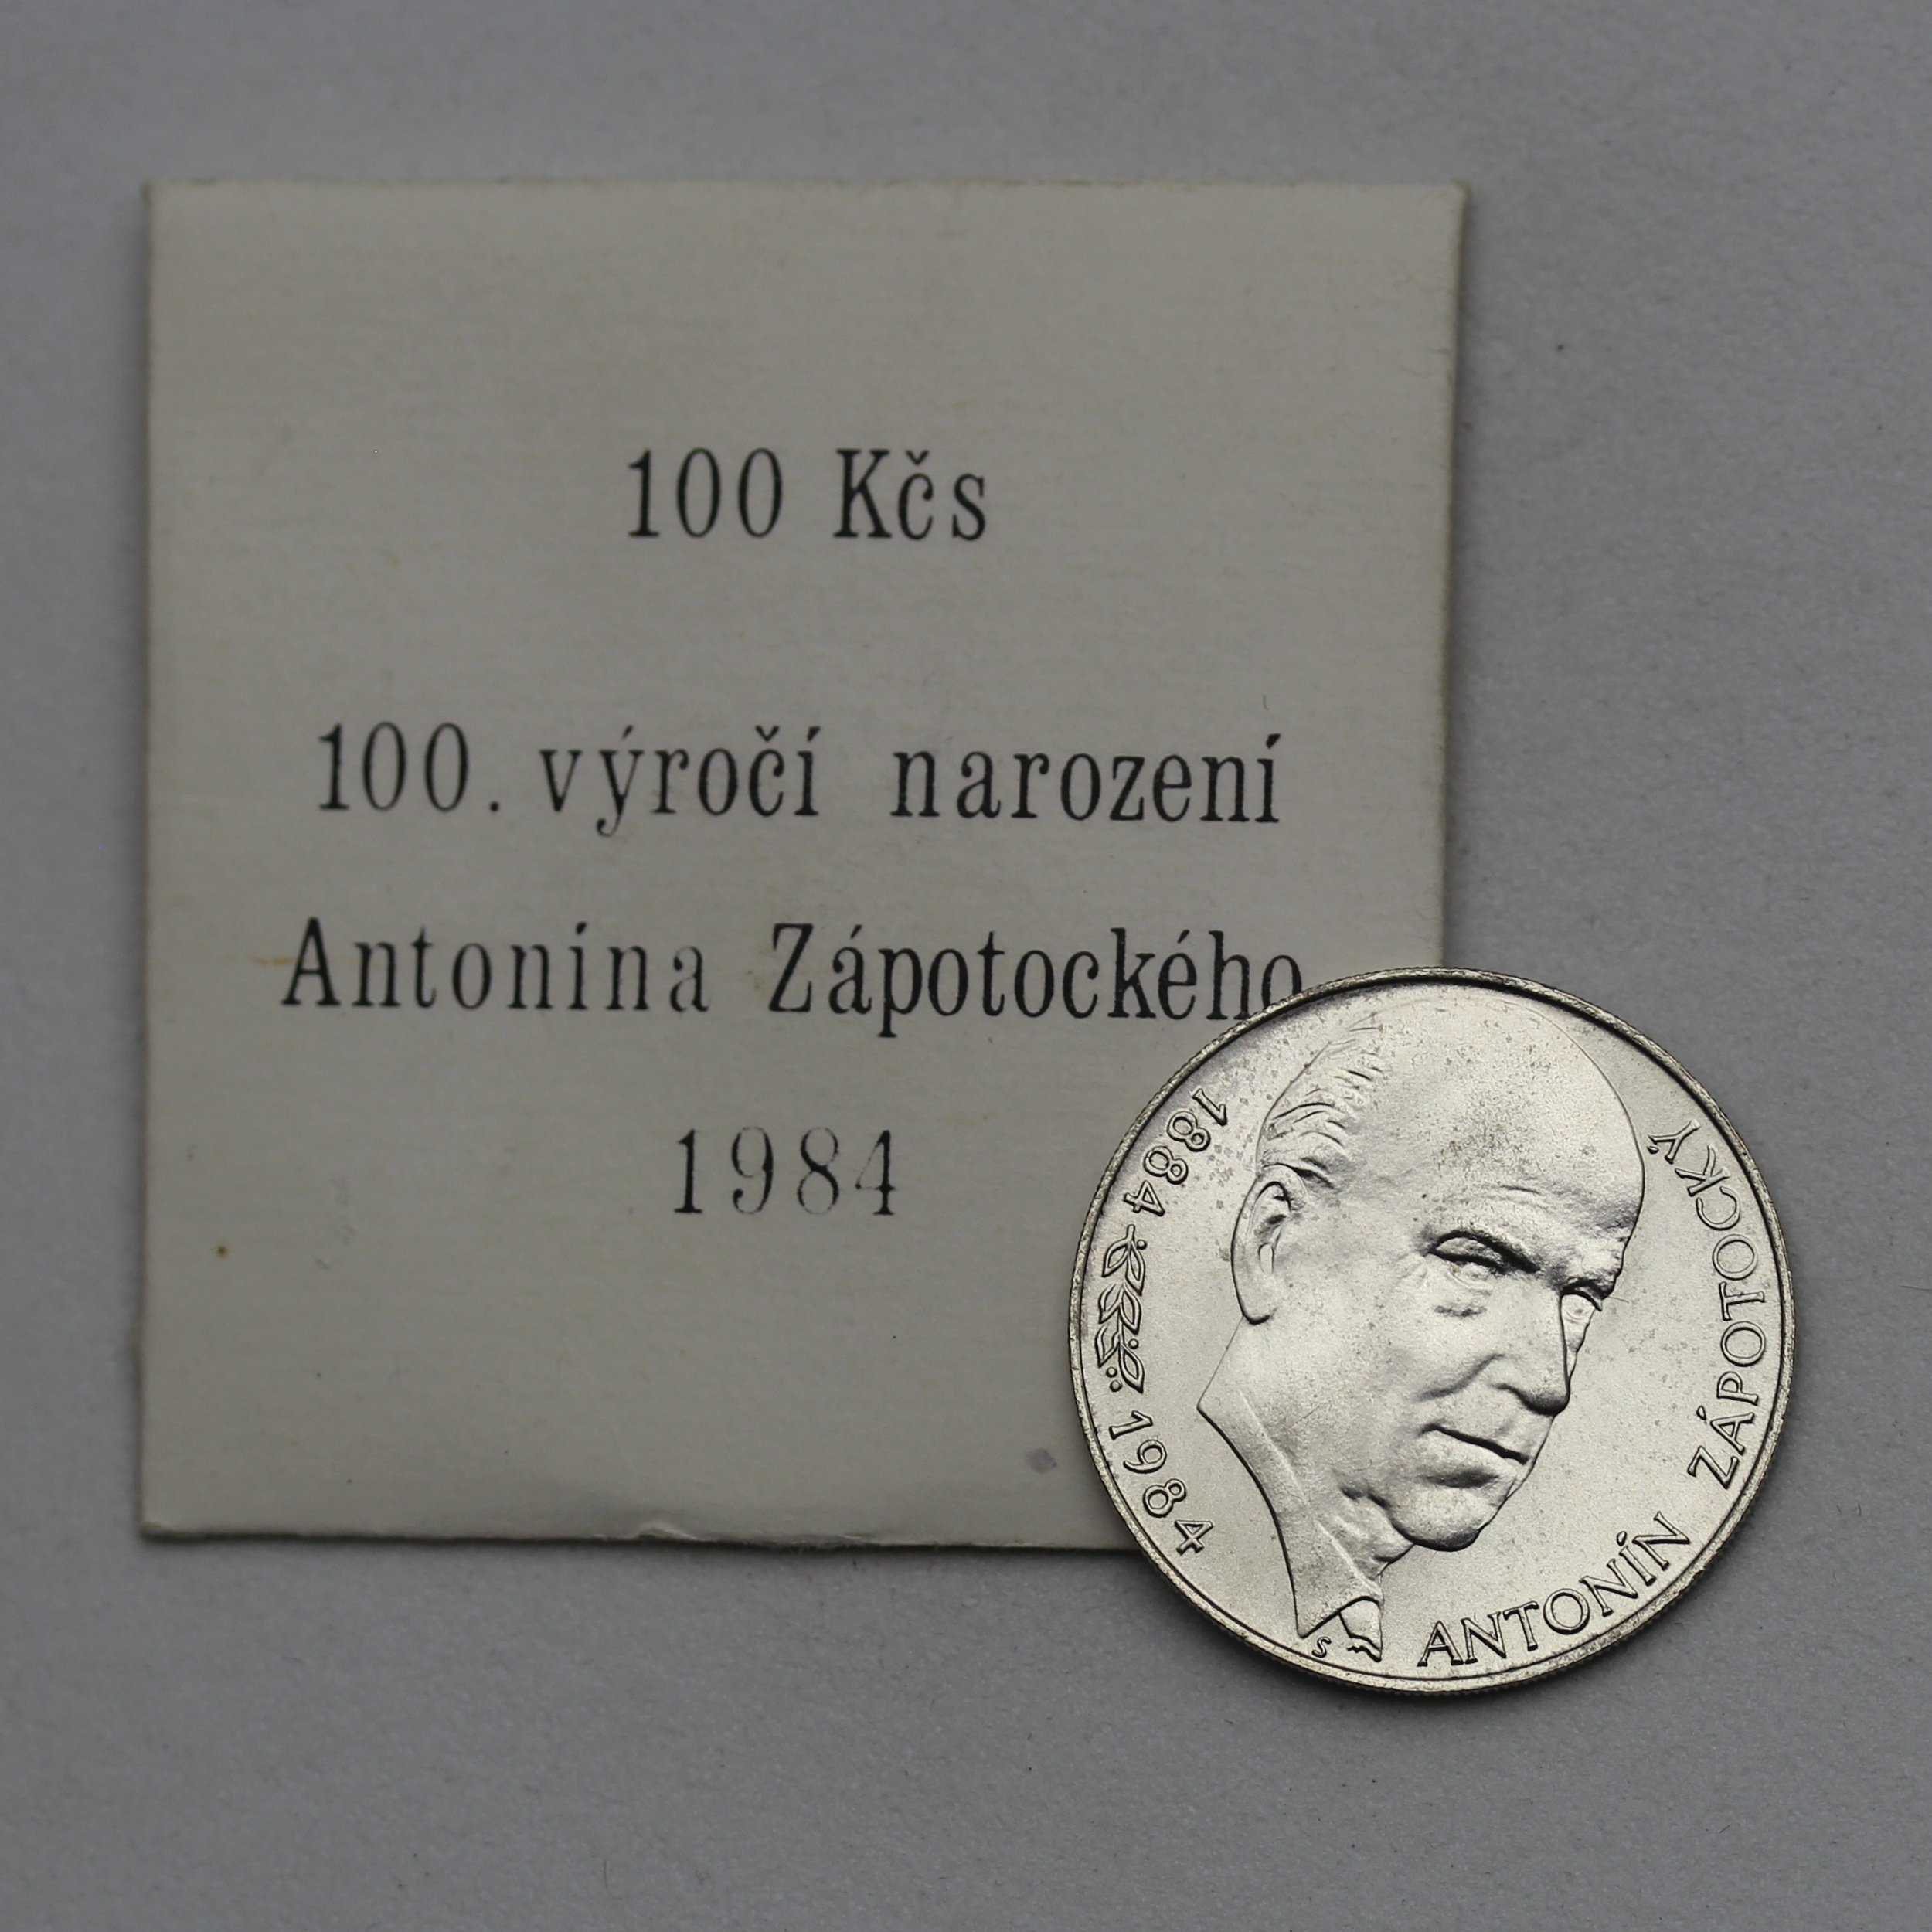 100 Kčs
100. výročí narození
Antonína Zápotockého
1984
1884 1984
ANTONÍN ZÁPOTOCKÝ
S